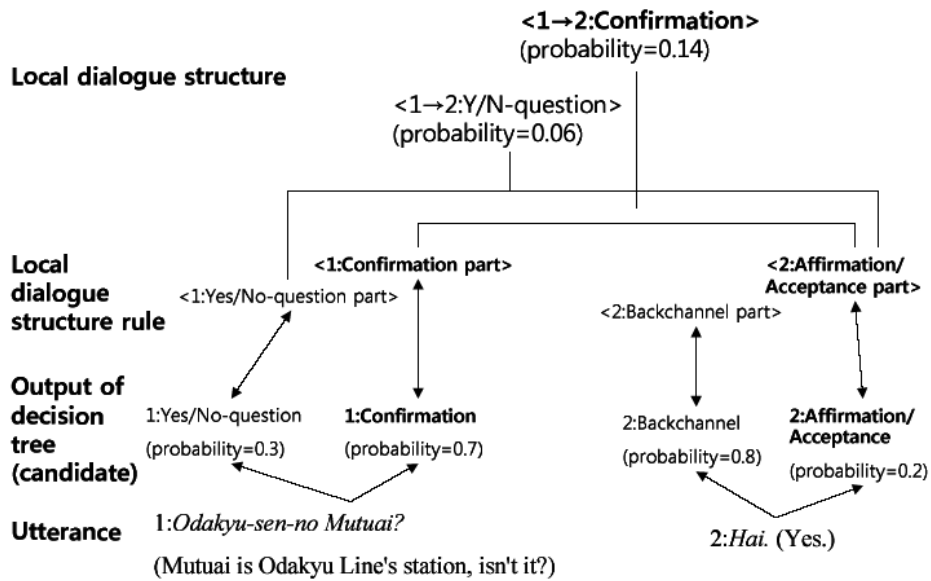 <1→2:Confirmation>
(probability=0.14)
Local dialogue structure
<1→2:Y/N-question>
(probability=0.06)
Local
dialogue
structure rule
<1:Confirmation part>
<1:Yes/No-question part>
<2:Affirmation/
Acceptance part>
<2:Backchannel part>
Output of
decision
tree
(candidate)
1:Yes/No-question
(probability=0.3)
1:Confirmation
(probability=0.7)
2:Backchannel
(probability=0.8)
2:Affirmation/
Acceptance
(probability=0.2)
Utterance
1:Odakyu-sen-no Mutuai?
(Mutuai is Odakyu Line's station, isn't it?)
2:Hai. (Yes.)